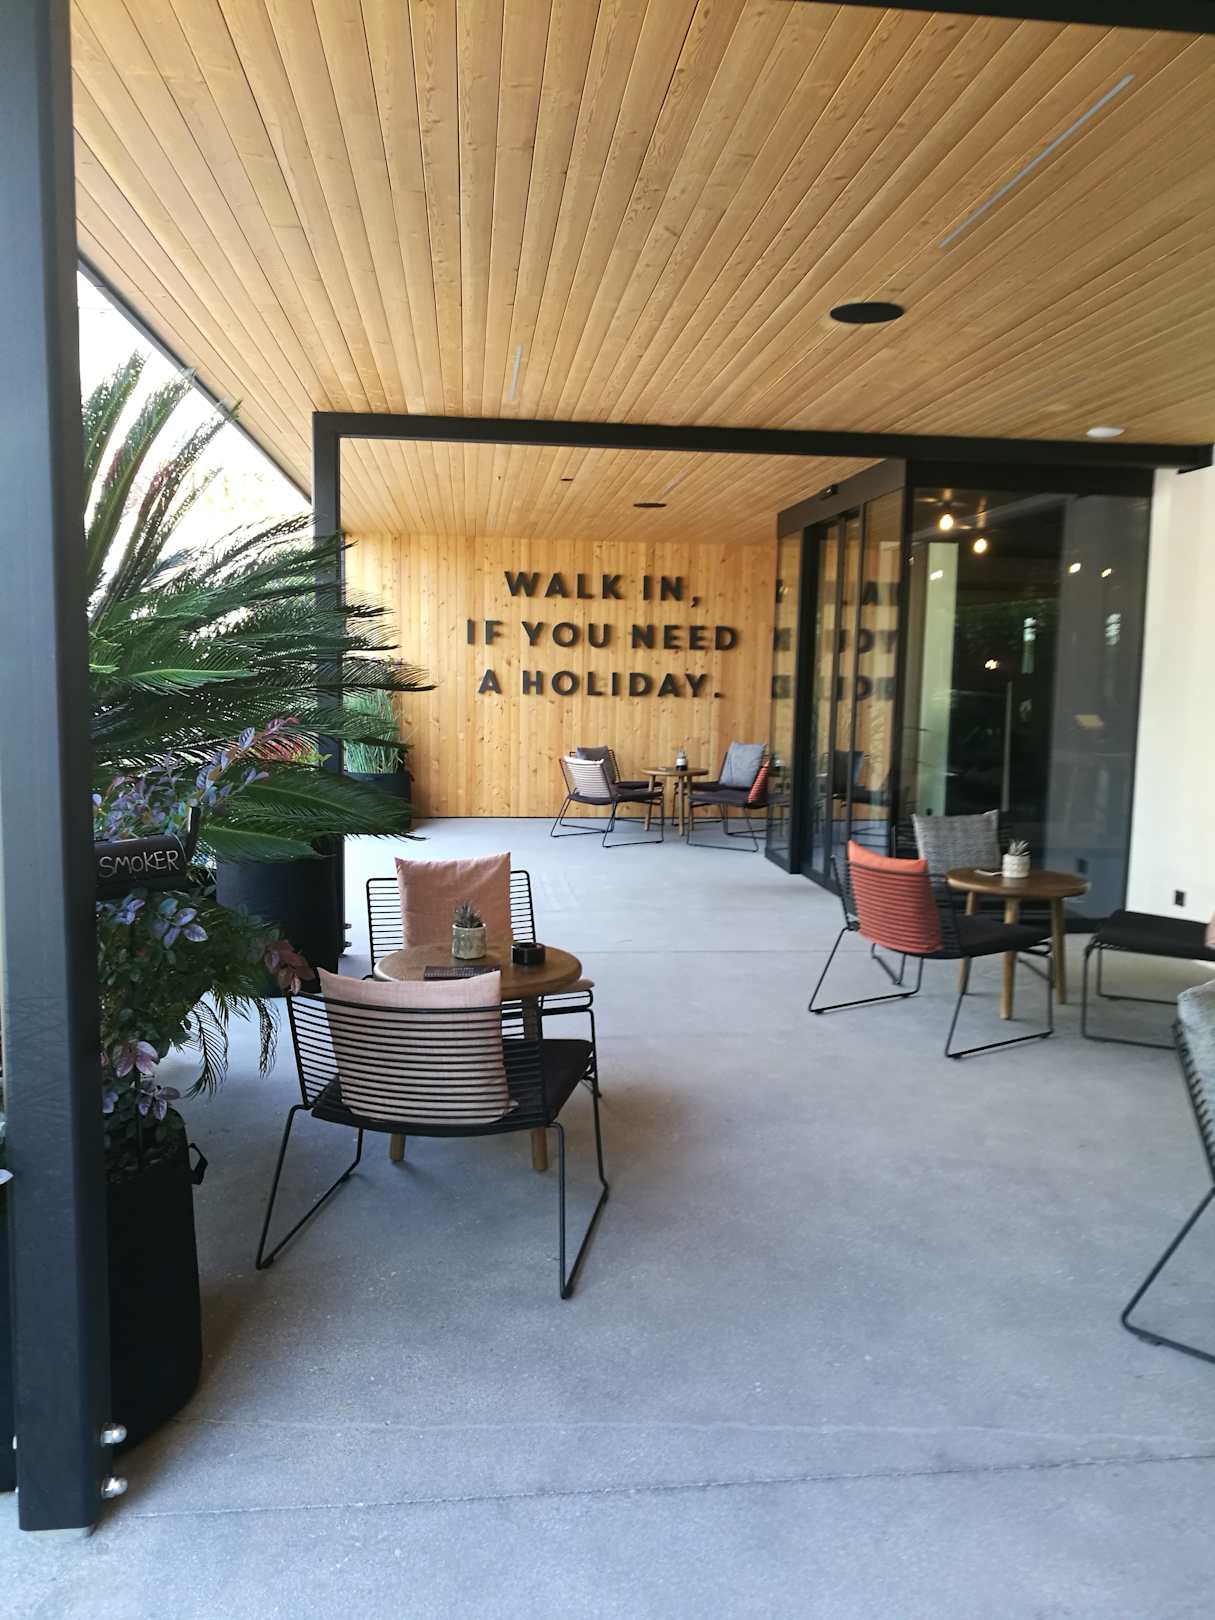 WALK IN,
IF YOU NEED
A HOLIDAY.
SMOKER